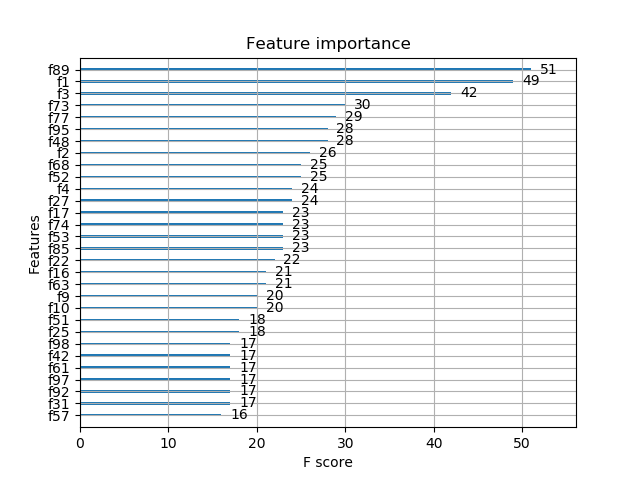 Feature importance
f89 51
f1 49
f3 42
f73 30
f77 29
f95 28
f48 28
f2 26
f68 25
f52 25
f4 24
f27 24
f17 23
f74 23
f53 23
f85 23
f22 22
f16 21
f63 21
f9 20
f10 20
f51 18
f25 18
f98 17
f42 17
f61 17
f97 17
f92 17
f31 17
f57 16
Features
0 10 20 30 40 50
F score